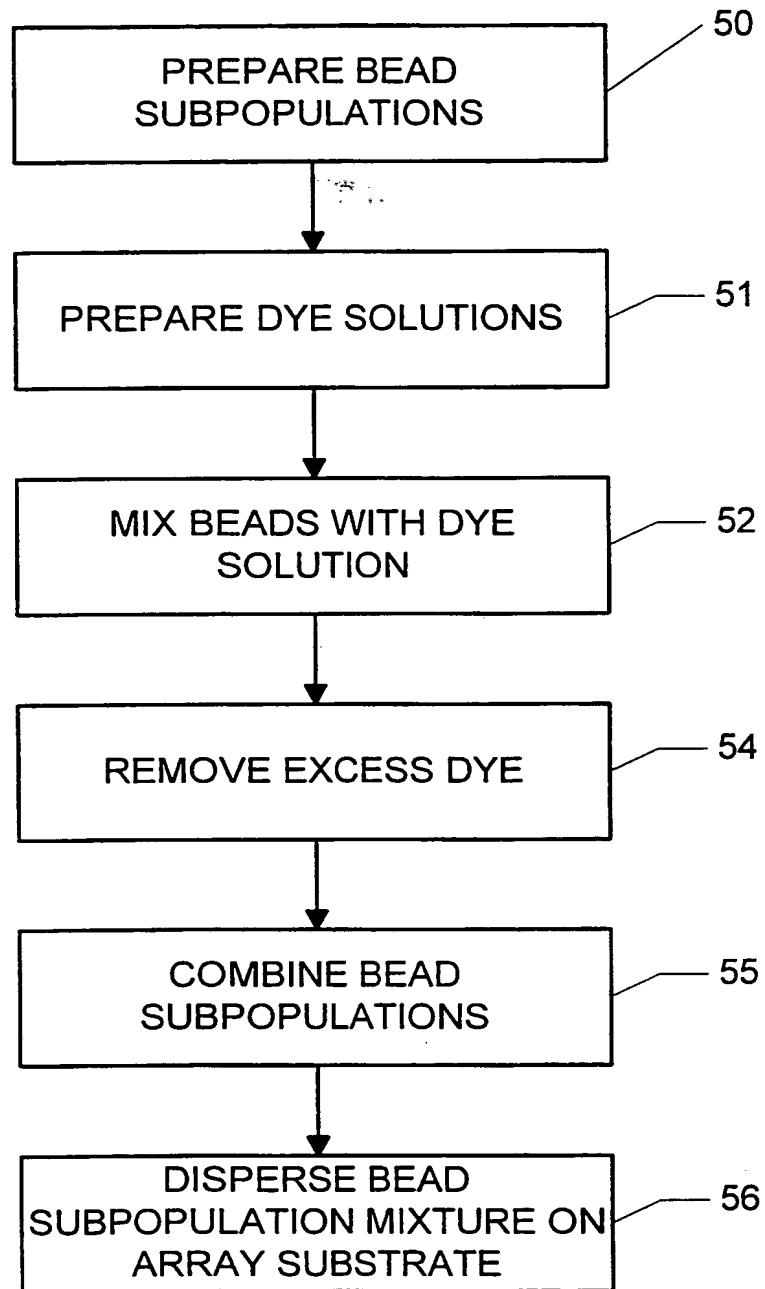 50
PREPARE BEAD
SUBPOPULATIONS
51
PREPARE DYE SOLUTIONS
52
MIX BEADS WITH DYE
SOLUTION
54
REMOVE EXCESS DYE
55
COMBINE BEAD
SUBPOPULATIONS
56
DISPERSE BEAD
SUBPOPULATION MIXTURE ON
ARRAY SUBSTRATE